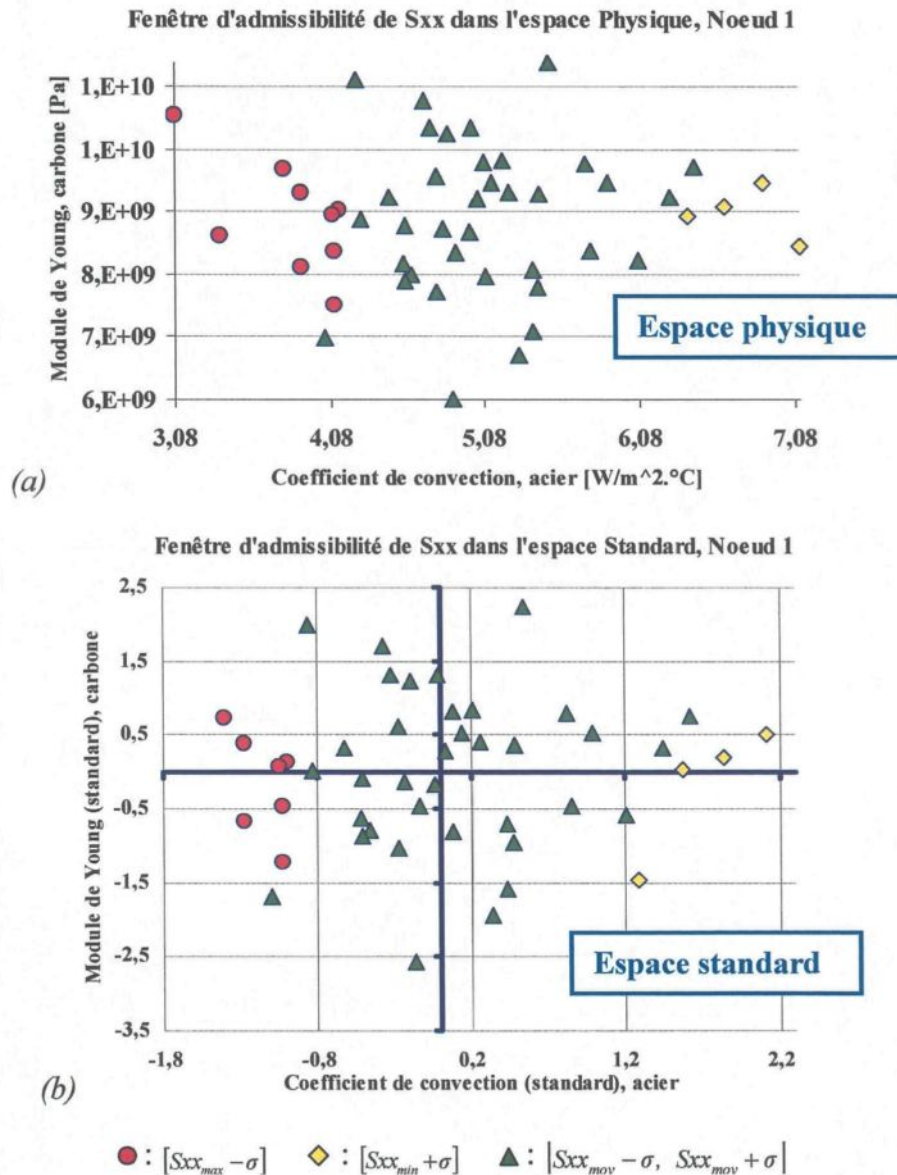 Fenêtre d'admissibilité de Sxx dans l'espace Physique, Noeud 1
Module de Young, carbone [Pa]
1,E+10
1,E+10
9,E+09
8,E+09
7,E+09
6,E+09
3,08 4,08 5,08 6,08 7,08
Espace physique
Coefficient de convection, acier [W/m^2.°C]
(a)
Fenêtre d'admissibilité de Sxx dans l'espace Standard, Noeud 1
Module de Young (standard), carbone
2,5
1,5
0,5
-0,5
-1,5
-2,5
-3,5
-1,8 -0,8 0,2 1,2 2,2
Espace standard
Coefficient de convection (standard), acier
(b)
: [Sxx_max − σ] : [Sxx_min + σ] : |Sxx_moy − σ, Sxx_moy + σ|